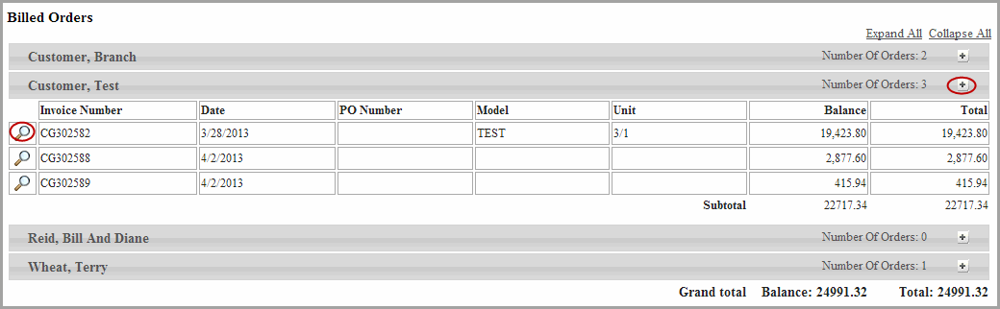 Billed Orders
Expand All Collapse All
Customer, Branch Number Of Orders: 2
Customer, Test Number Of Orders: 3
Invoice Number Date PO Number Model Unit Balance Total
CG302582 3/28/2013 TEST 3/1 19,423.80 19,423.80
CG302588 4/2/2013 2,877.60 2,877.60
CG302589 4/2/2013 415.94 415.94
Subtotal 22717.34 22717.34
Reid, Bill And Diane Number Of Orders: 0
Wheat, Terry Number Of Orders: 1
Grand total Balance: 24991.32 Total: 24991.32